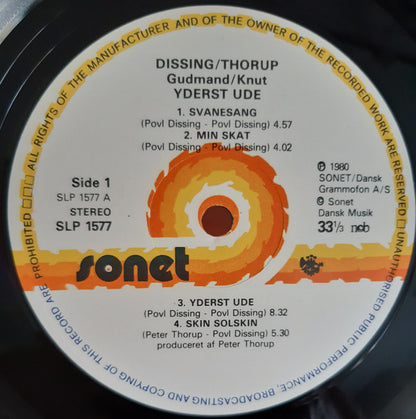 ALL RIGHTS OF THE MANUFACTURER AND OF THE OWNER OF THE RECORDED WORK RESERVED
UNAUTHORISED PUBLIC PERFORMANCE, BROADCASTING AND COPYING OF THIS RECORD ARE PROHIBITED
DISSING/THORUP
Gudmand/Knut
YDERST UDE
1. SVANESANG
(Povl Dissing - Povl Dissing) 4.57
2. MIN SKAT
(Povl Dissing - Povl Dissing) 4.02
Side 1
SLP 1577 A
STEREO
SLP 1577
℗ 1980
SONET/Dansk
Grammofon A/S
© Sonet
Dansk Musik
33⅓ ncb
sonet
3. YDERST UDE
(Povl Dissing - Povl Dissing) 8.32
4. SKIN SOLSKIN
(Peter Thorup - Povl Dissing) 5.30
produceret af Peter Thorup